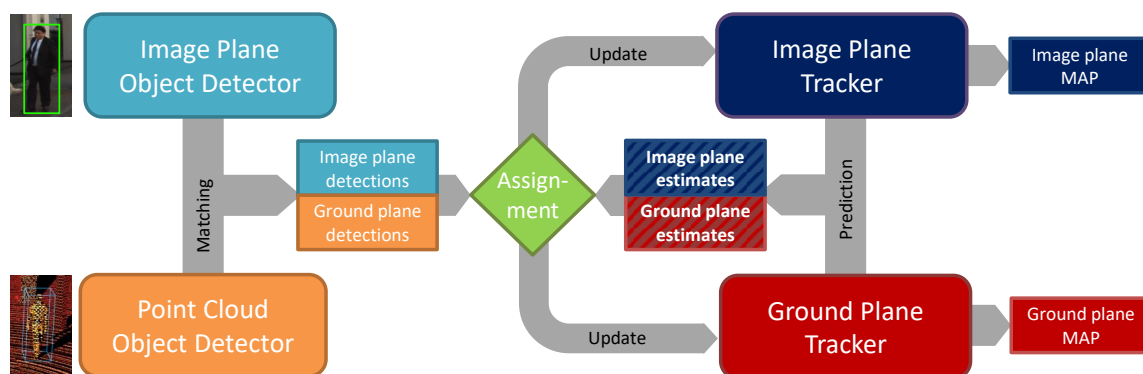 Image Plane
Object Detector
Update
Image Plane
Tracker
Image plane
MAP
Matching
Image plane
detections
Ground plane
detections
Assign-
ment
Image plane
estimates
Ground plane
estimates
Prediction
Point Cloud
Object Detector
Update
Ground Plane
Tracker
Ground plane
MAP